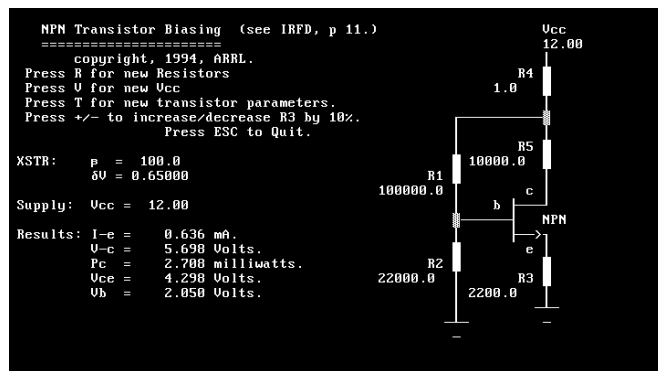 NPN Transistor Biasing (see IRFD, p 11.)
======================
copyright, 1994, ARRL.
Press R for new Resistors
Press V for new Vcc
Press T for new transistor parameters.
Press +/- to increase/decrease R3 by 10%.
Press ESC to Quit.
XSTR: β = 100.0
δV = 0.65000
Supply: Vcc = 12.00
Results: I-e = 0.636 mA.
V-c = 5.698 Volts.
Pc = 2.708 milliwatts.
Vce = 4.298 Volts.
Vb = 2.050 Volts.
Vcc
12.00
R4
1.0
R5
10000.0
R1
100000.0
c
b
NPN
e
R2
22000.0
R3
2200.0